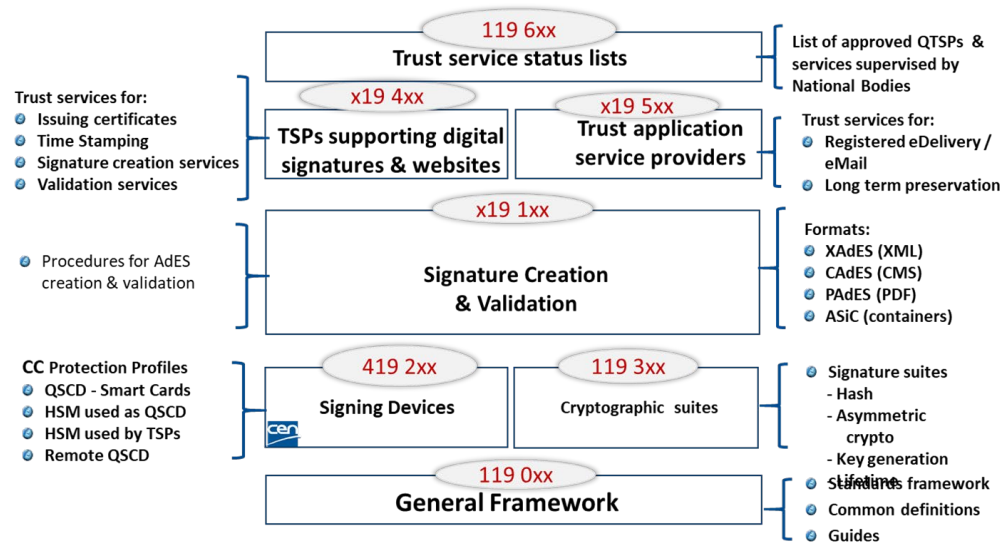 119 6xx
Trust service status lists
List of approved QTSPs &
services supervised by
National Bodies
Trust services for:
Issuing certificates
Time Stamping
Signature creation services
Validation services
x19 4xx
TSPs supporting digital
signatures & websites
x19 5xx
Trust application
service providers
Trust services for:
Registered eDelivery /
eMail
Long term preservation
x19 1xx
Signature Creation
& Validation
Procedures for AdES
creation & validation
Formats:
XAdES (XML)
CAdES (CMS)
PAdES (PDF)
ASiC (containers)
CC Protection Profiles
QSCD - Smart Cards
HSM used as QSCD
HSM used by TSPs
Remote QSCD
419 2xx
Signing Devices
cen
119 3xx
Cryptographic suites
Signature suites
- Hash
- Asymmetric
crypto
- Key generation
- Lifetime
119 0xx
General Framework
Standards framework
Common definitions
Guides